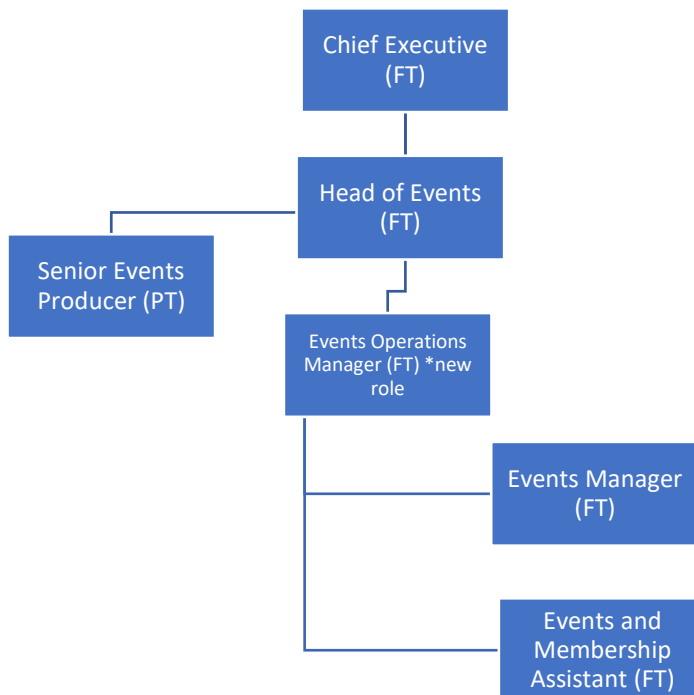 Chief Executive
(FT)
Head of Events
(FT)
Senior Events
Producer (PT)
Events Operations
Manager (FT) *new
role
Events Manager
(FT)
Events and
Membership
Assistant (FT)